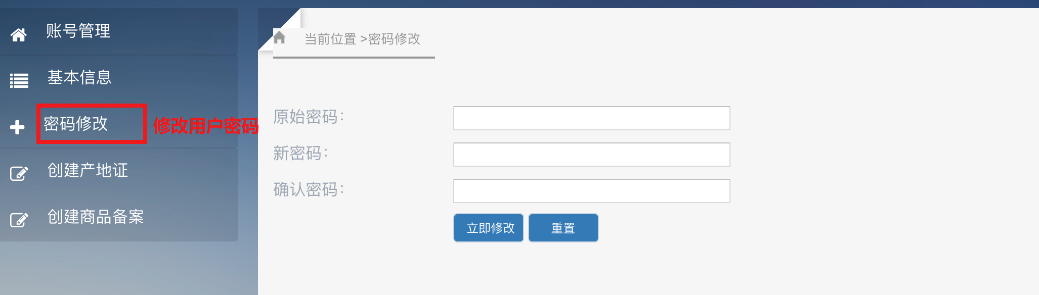 账号管理
基本信息
密码修改
修改用户密码
创建产地证
创建商品备案
当前位置 >密码修改
原始密码：
新密码：
确认密码：
立即修改
重置